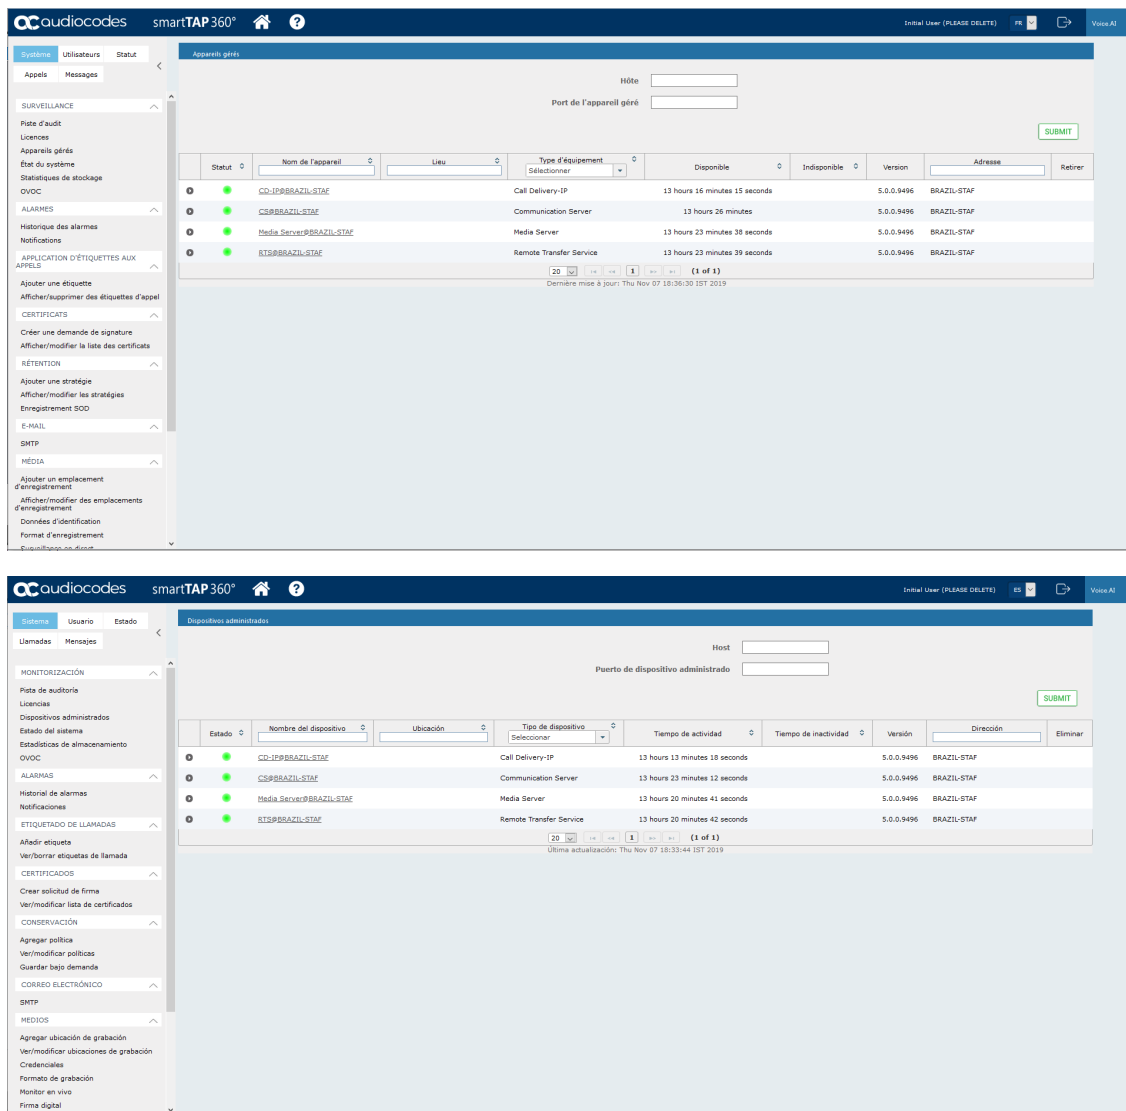 audiocodes smartTAP 360° Initial User (PLEASE DELETE) FR Voice.AI
Système Utilisateurs Statut
Appels Messages
SURVEILLANCE
Piste d'audit
Licences
Appareils gérés
État du système
Statistiques de stockage
OVOC
ALARMES
Historique des alarmes
Notifications
APPLICATION D'ÉTIQUETTES AUX
APPELS
Ajouter une étiquette
Afficher/supprimer des étiquettes d'appel
CERTIFICATS
Créer une demande de signature
Afficher/modifier la liste des certificats
RÉTENTION
Ajouter une stratégie
Afficher/modifier les stratégies
Enregistrement SOD
E-MAIL
SMTP
MÉDIA
Ajouter un emplacement
d'enregistrement
Afficher/modifier des emplacements
d'enregistrement
Données d'identification
Format d'enregistrement
Surveillance en direct
Appareils gérés
Hôte
Port de l'appareil géré
SUBMIT
Statut Nom de l'appareil Lieu Type d'équipement Disponible Indisponible Version Adresse Retirer
Sélectionner
CD-IP@BRAZIL-STAF Call Delivery-IP 13 hours 16 minutes 15 seconds 5.0.0.9496 BRAZIL-STAF
CS@BRAZIL-STAF Communication Server 13 hours 26 minutes 5.0.0.9496 BRAZIL-STAF
Media Server@BRAZIL-STAF Media Server 13 hours 23 minutes 38 seconds 5.0.0.9496 BRAZIL-STAF
RTS@BRAZIL-STAF Remote Transfer Service 13 hours 23 minutes 39 seconds 5.0.0.9496 BRAZIL-STAF
20 1 (1 of 1)
Dernière mise à jour: Thu Nov 07 18:36:30 IST 2019
audiocodes smartTAP 360° Initial User (PLEASE DELETE) ES Voice.AI
Sistema Usuario Estado
Llamadas Mensajes
MONITORIZACIÓN
Pista de auditoría
Licencias
Dispositivos administrados
Estado del sistema
Estadísticas de almacenamiento
OVOC
ALARMAS
Historial de alarmas
Notificaciones
ETIQUETADO DE LLAMADAS
Añadir etiqueta
Ver/borrar etiquetas de llamada
CERTIFICADOS
Crear solicitud de firma
Ver/modificar lista de certificados
CONSERVACIÓN
Agregar política
Ver/modificar políticas
Guardar bajo demanda
CORREO ELECTRÓNICO
SMTP
MEDIOS
Agregar ubicación de grabación
Ver/modificar ubicaciones de grabación
Credenciales
Formato de grabación
Monitor en vivo
Firma digital
Dispositivos administrados
Host
Puerto de dispositivo administrado
SUBMIT
Estado Nombre del dispositivo Ubicación Tipo de dispositivo Tiempo de actividad Tiempo de inactividad Versión Dirección Eliminar
Seleccionar
CD-IP@BRAZIL-STAF Call Delivery-IP 13 hours 13 minutes 18 seconds 5.0.0.9496 BRAZIL-STAF
CS@BRAZIL-STAF Communication Server 13 hours 23 minutes 12 seconds 5.0.0.9496 BRAZIL-STAF
Media Server@BRAZIL-STAF Media Server 13 hours 20 minutes 41 seconds 5.0.0.9496 BRAZIL-STAF
RTS@BRAZIL-STAF Remote Transfer Service 13 hours 20 minutes 42 seconds 5.0.0.9496 BRAZIL-STAF
20 1 (1 of 1)
Última actualización: Thu Nov 07 18:33:44 IST 2019